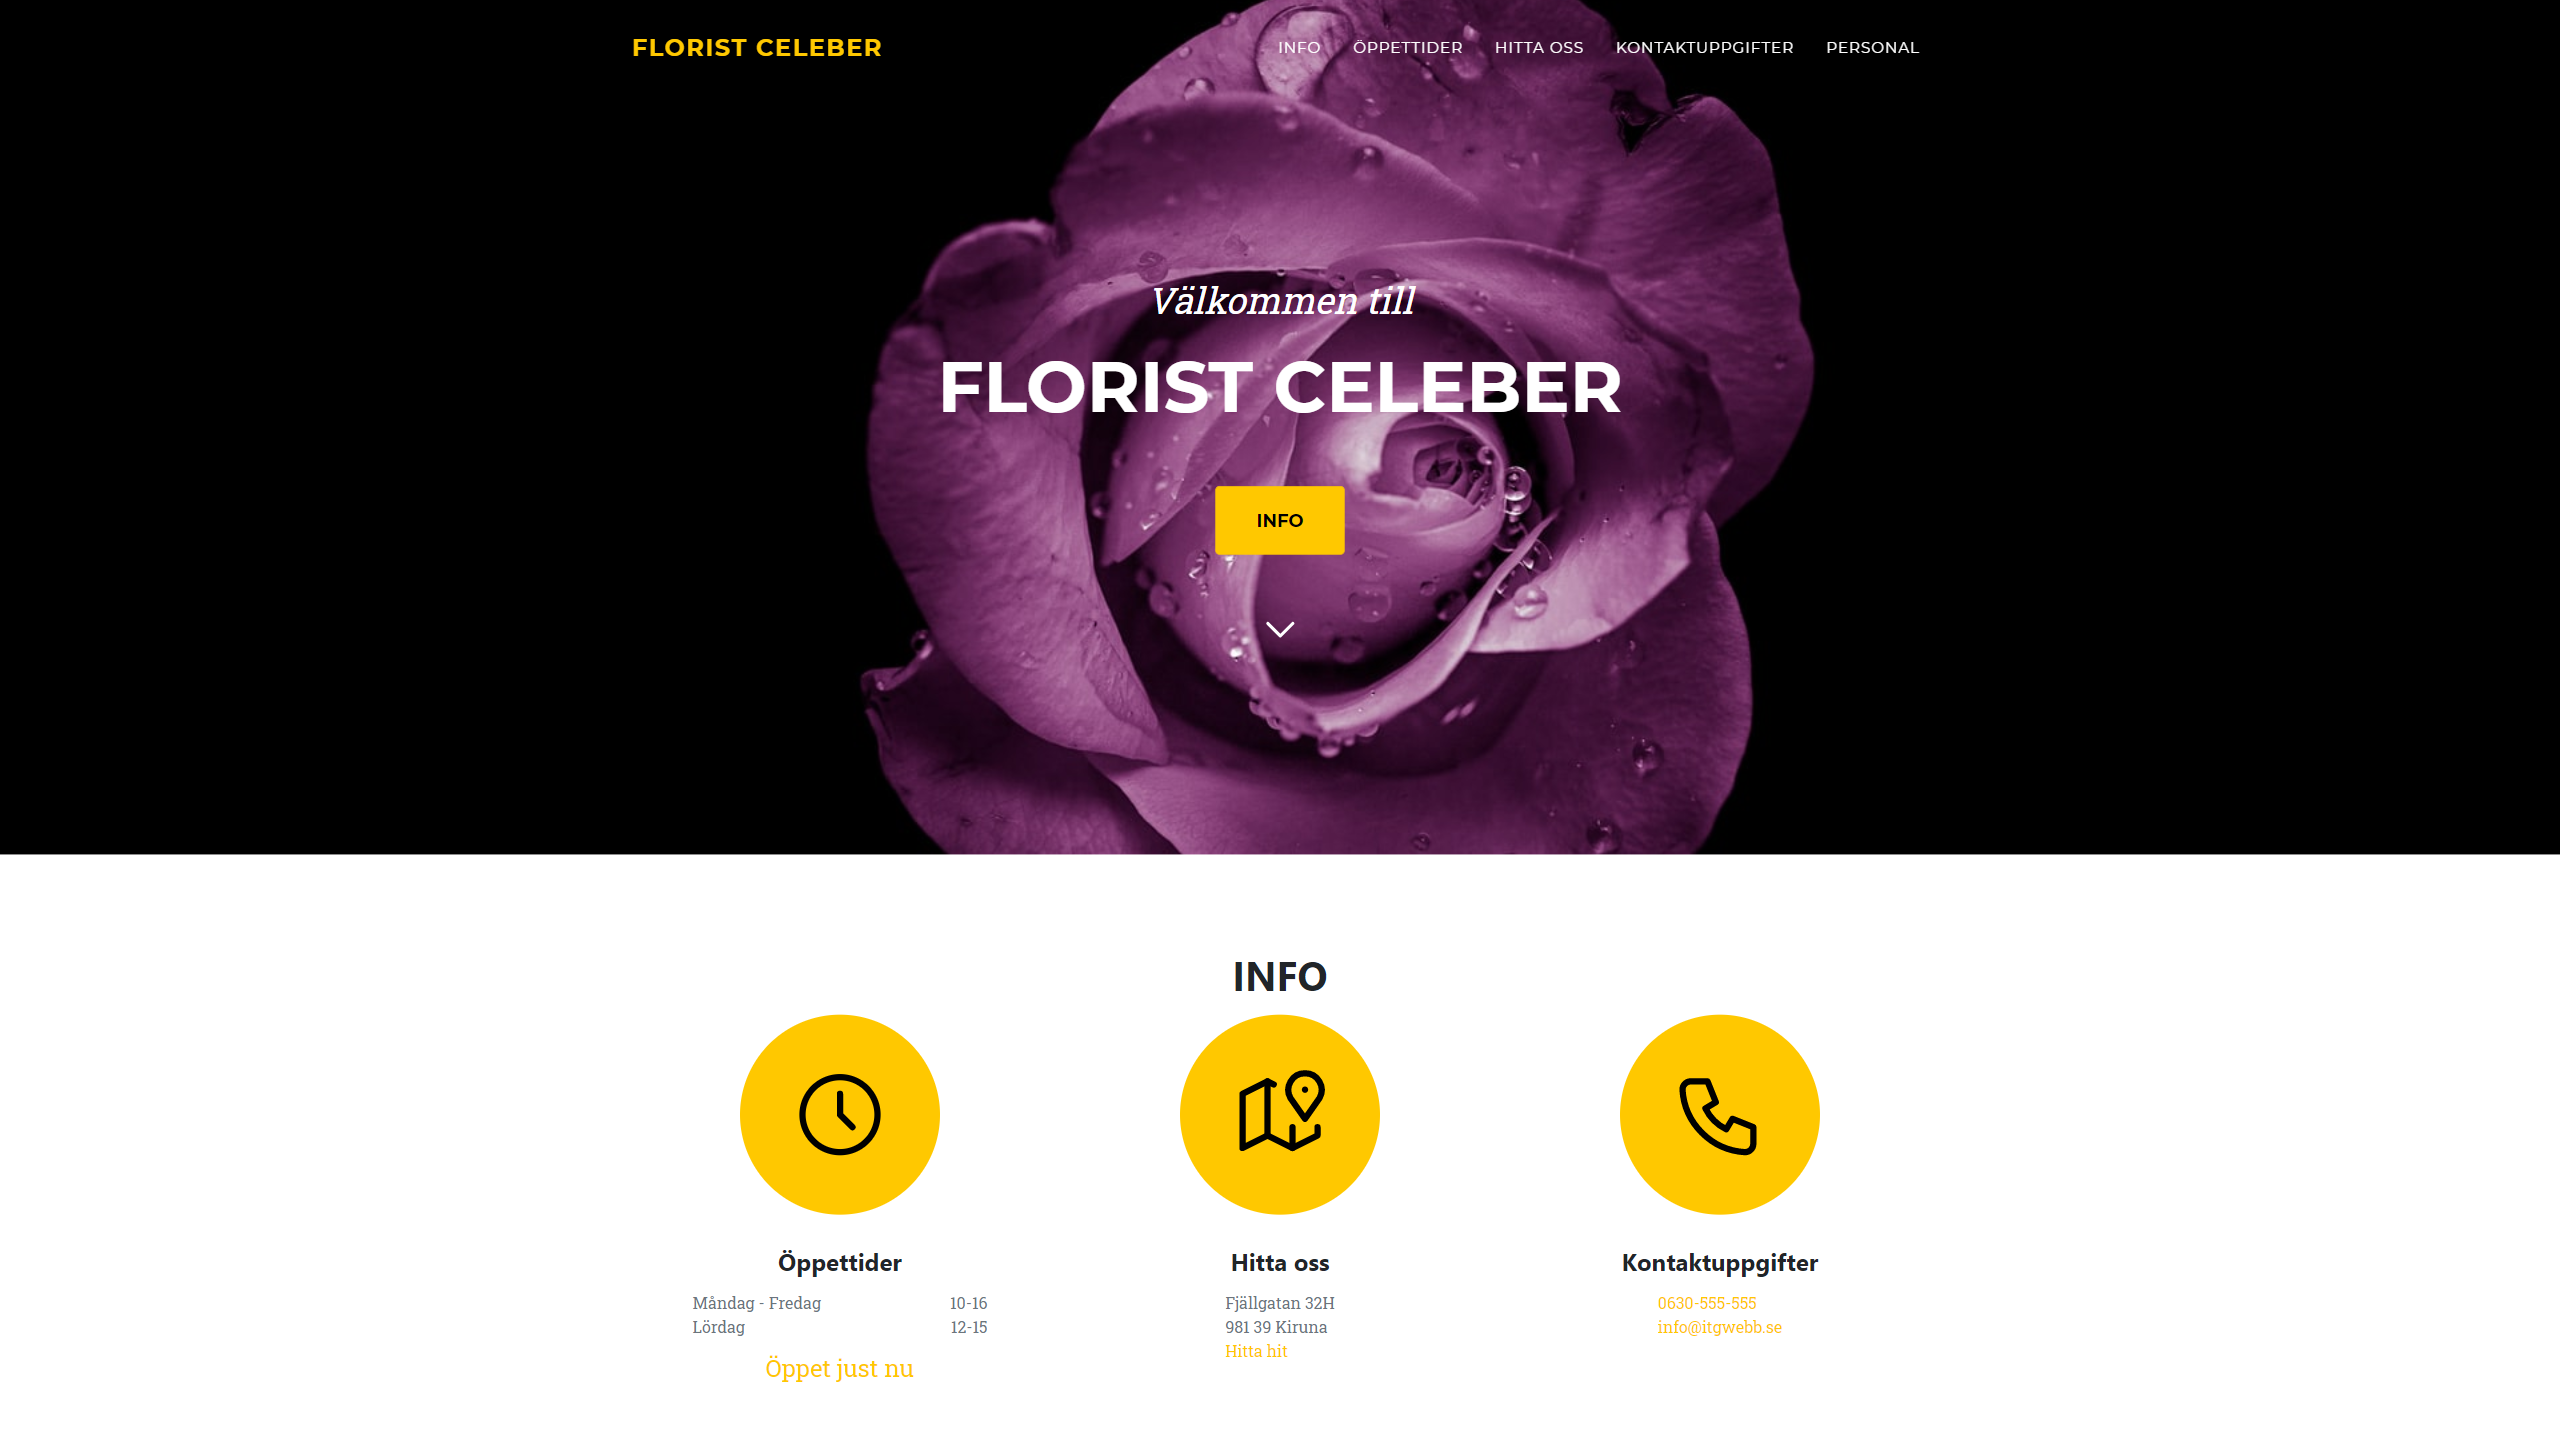 FLORIST CELEBER
INFO ÖPPETTIDER HITTA OSS KONTAKTUPPGIFTER PERSONAL
Välkommen till
FLORIST CELEBER
INFO
INFO
Öppettider
Måndag - Fredag 10-16
Lördag 12-15
Öppet just nu
Hitta oss
Fjällgatan 32H
981 39 Kiruna
Hitta hit
Kontaktuppgifter
0630-555-555
info@itgwebb.se